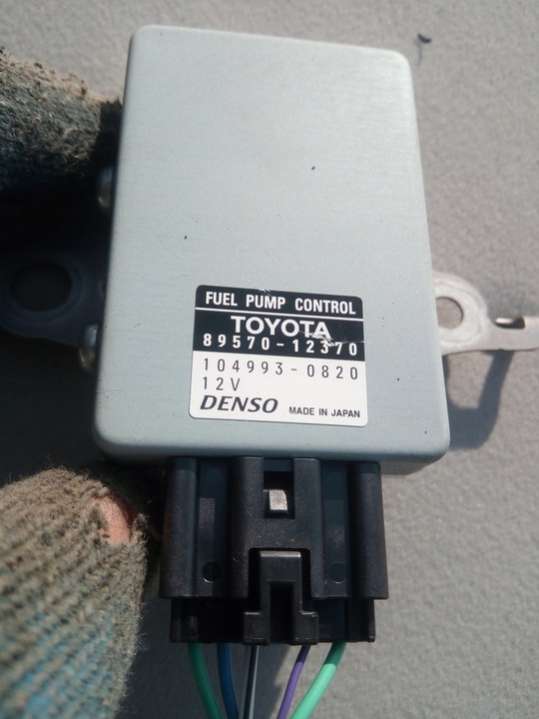 FUEL PUMP CONTROL
TOYOTA
89570-12370
104993-0820
12V
DENSO MADE IN JAPAN